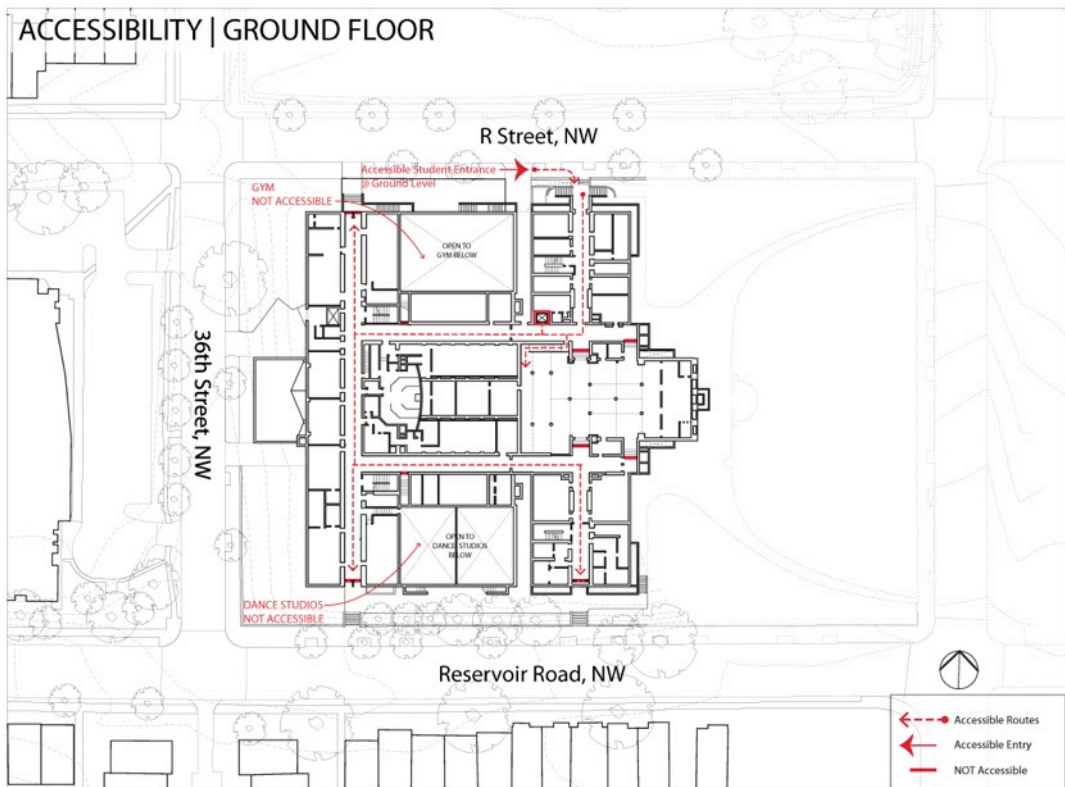 ACCESSIBILITY | GROUND FLOOR
R Street, NW
Accessible Student Entrance
@ Ground Level
GYM
NOT ACCESSIBLE
OPEN TO
GYM BELOW
36th Street, NW
OPEN TO
DANCE STUDIOS
BELOW
DANCE STUDIOS
NOT ACCESSIBLE
Reservoir Road, NW
Accessible Routes
Accessible Entry
NOT Accessible